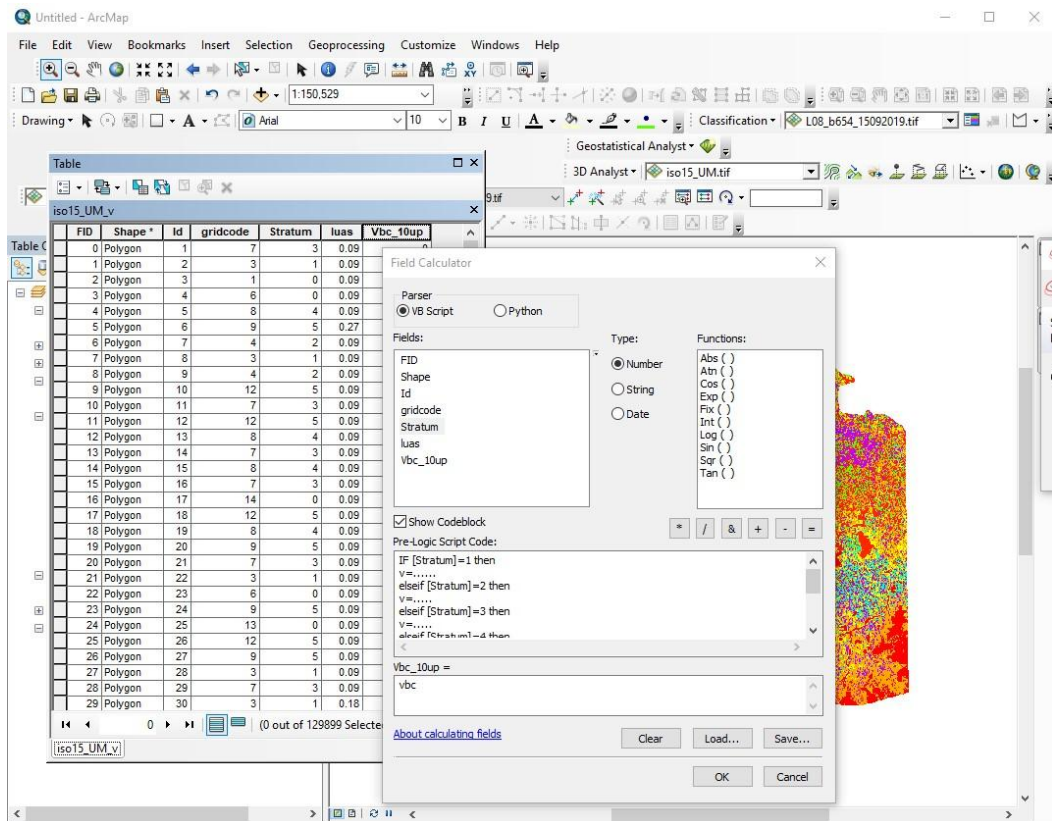 Untitled - ArcMap
File Edit View Bookmarks Insert Selection Geoprocessing Customize Windows Help
1:150,529
Drawing Arial 10 B I U A Classification L08_b654_15092019.tif
Geostatistical Analyst
Table
3D Analyst iso15_UM.tif
9.tif
iso15_UM_v
FID Shape * Id gridcode Stratum luas Vbc_10up
Table
0 Polygon 1 7 3 0.09 0
1 Polygon 2 3 1 0.09
2 Polygon 3 1 0 0.09
3 Polygon 4 6 0 0.09
4 Polygon 5 8 4 0.09
5 Polygon 6 9 5 0.27
6 Polygon 7 4 2 0.09
7 Polygon 8 3 1 0.09
8 Polygon 9 4 2 0.09
9 Polygon 10 12 5 0.09
10 Polygon 11 7 3 0.09
11 Polygon 12 12 5 0.09
12 Polygon 13 8 4 0.09
13 Polygon 14 7 3 0.09
14 Polygon 15 8 4 0.09
15 Polygon 16 7 3 0.09
16 Polygon 17 14 0 0.09
17 Polygon 18 12 5 0.09
18 Polygon 19 8 4 0.09
19 Polygon 20 9 5 0.09
20 Polygon 21 7 3 0.09
21 Polygon 22 3 1 0.09
22 Polygon 23 6 0 0.09
23 Polygon 24 9 5 0.09
24 Polygon 25 13 0 0.09
25 Polygon 26 12 5 0.09
26 Polygon 27 9 5 0.09
27 Polygon 28 3 1 0.09
28 Polygon 29 7 3 0.09
29 Polygon 30 3 1 0.18
0 (0 out of 129899 Selecte
iso15_UM_v
Field Calculator
Parser
VB Script Python
Fields:
FID
Shape
Id
gridcode
Stratum
luas
Vbc_10up
Type:
Number
String
Date
Functions:
Abs ( )
Atn ( )
Cos ( )
Exp ( )
Fix ( )
Int ( )
Log ( )
Sin ( )
Sqr ( )
Tan ( )
Show Codeblock
* / & + - =
Pre-Logic Script Code:
IF [Stratum]=1 then
v=......
elseif [Stratum]=2 then
v=.....
elseif [Stratum]=3 then
v=.....
elseif [Stratum]=4 then
Vbc_10up =
vbc
About calculating fields
Clear Load... Save...
OK Cancel